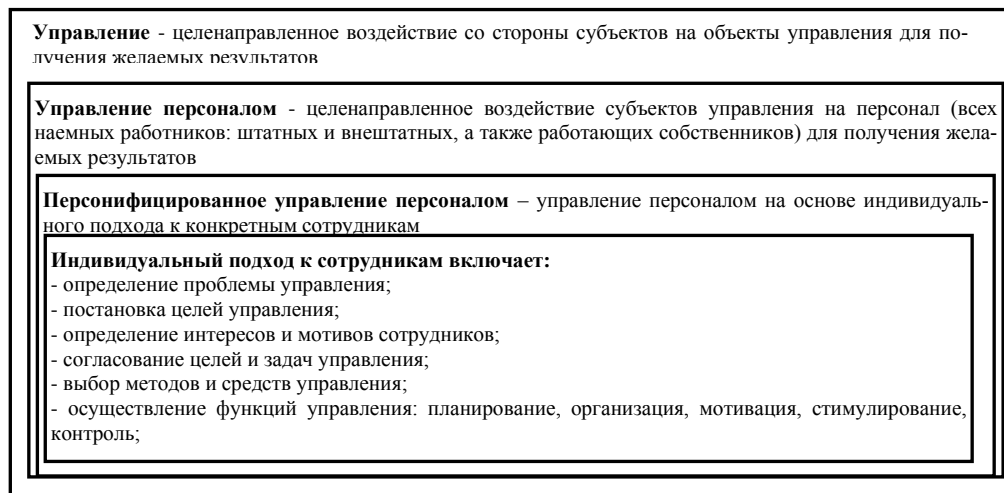 Управление - целенаправленное воздействие со стороны субъектов на объекты управления для по-
лучения желаемых результатов
Управление персоналом - целенаправленное воздействие субъектов управления на персонал (всех
наемных работников: штатных и внештатных, а также работающих собственников) для получения жела-
емых результатов
Персонифицированное управление персоналом – управление персоналом на основе индивидуаль-
ного подхода к конкретным сотрудникам
Индивидуальный подход к сотрудникам включает:
- определение проблемы управления;
- постановка целей управления;
- определение интересов и мотивов сотрудников;
- согласование целей и задач управления;
- выбор методов и средств управления;
- осуществление функций управления: планирование, организация, мотивация, стимулирование,
контроль;